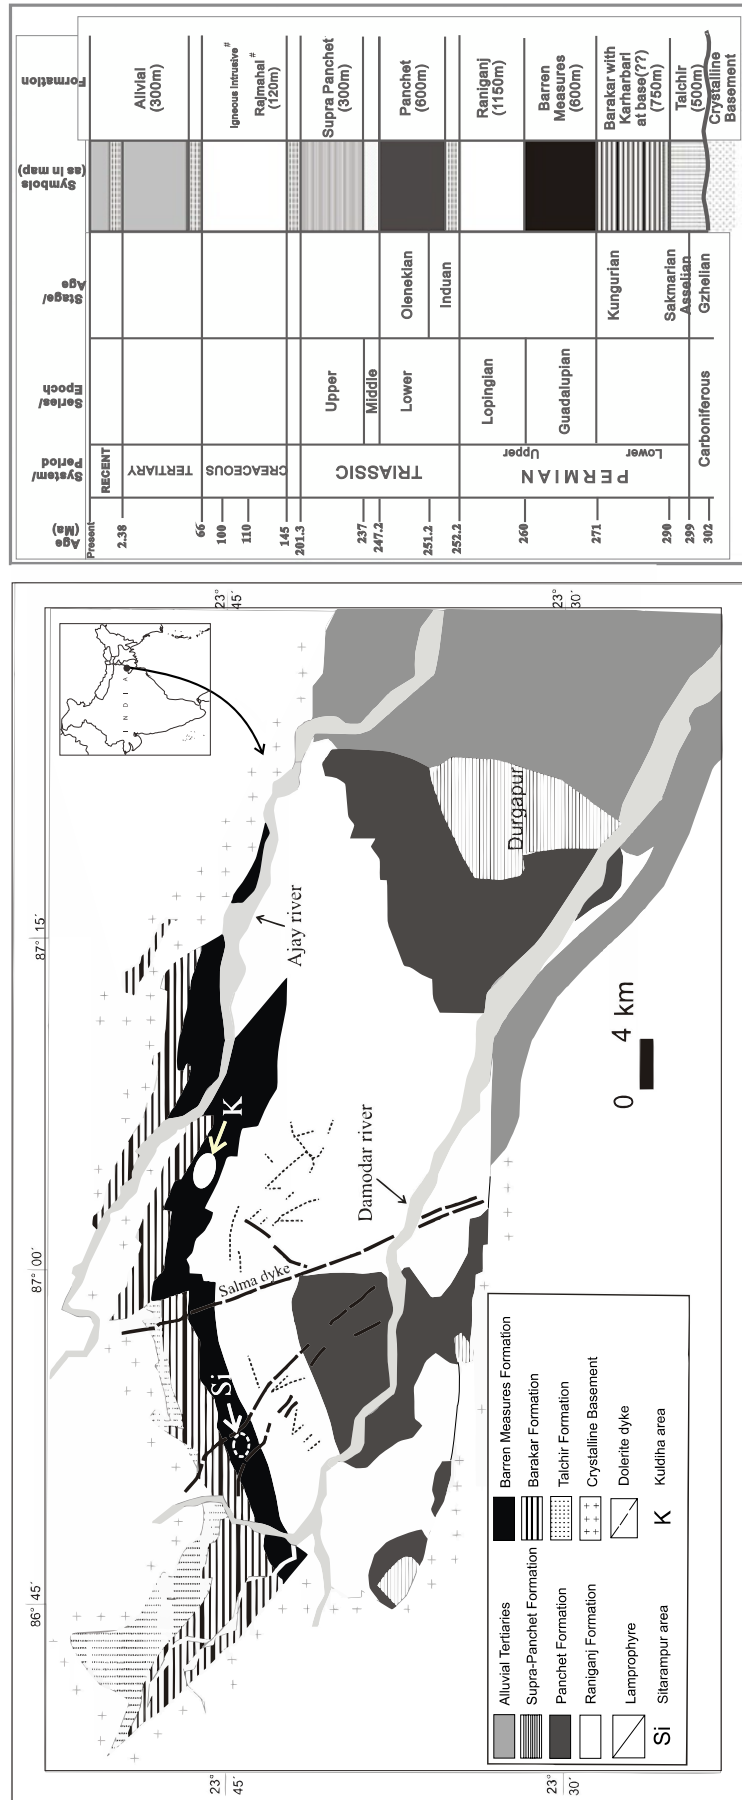 Age
(Ma)
System/
Period
Series/
Epoch
Stage/
Age
Symbols
(as in map)
Formation
Present
2.38
66
100
110
145
201.3
237
247.2
251.2
252.2
260
271
290
299
302
RECENT
TERTIARY
CREACEOUS
TRIASSIC
PERMIAN
Upper
Lower
Carboniferous
Upper
Middle
Lower
Lopingian
Guadalupian
Olenekian
Induan
Kungurian
Sakmarian
Asselian
Gzhelian
Allvial
(300m)
Igneous Intrusive#
Rajmahal#
(120m)
Supra Panchet
(300m)
Panchet
(600m)
Raniganj
(1150m)
Barren
Measures
(600m)
Barakar with
Karharbari
at base(??)
(750m)
Talchir
(500m)
Crystalline
Basement
86° 45´
87° 00´
87° 15´
23°
45´
23°
30´
23°
45´
23°
30´
INDIA
Ajay river
Durgapur
Damodar river
Salma dyke
K
Si
0 4 km
Alluvial Tertiaries
Supra-Panchet Formation
Panchet Formation
Raniganj Formation
Lamprophyre
Si Sitarampur area
Barren Measures Formation
Barakar Formation
Talchir Formation
Crystalline Basement
Dolerite dyke
K Kuldiha area